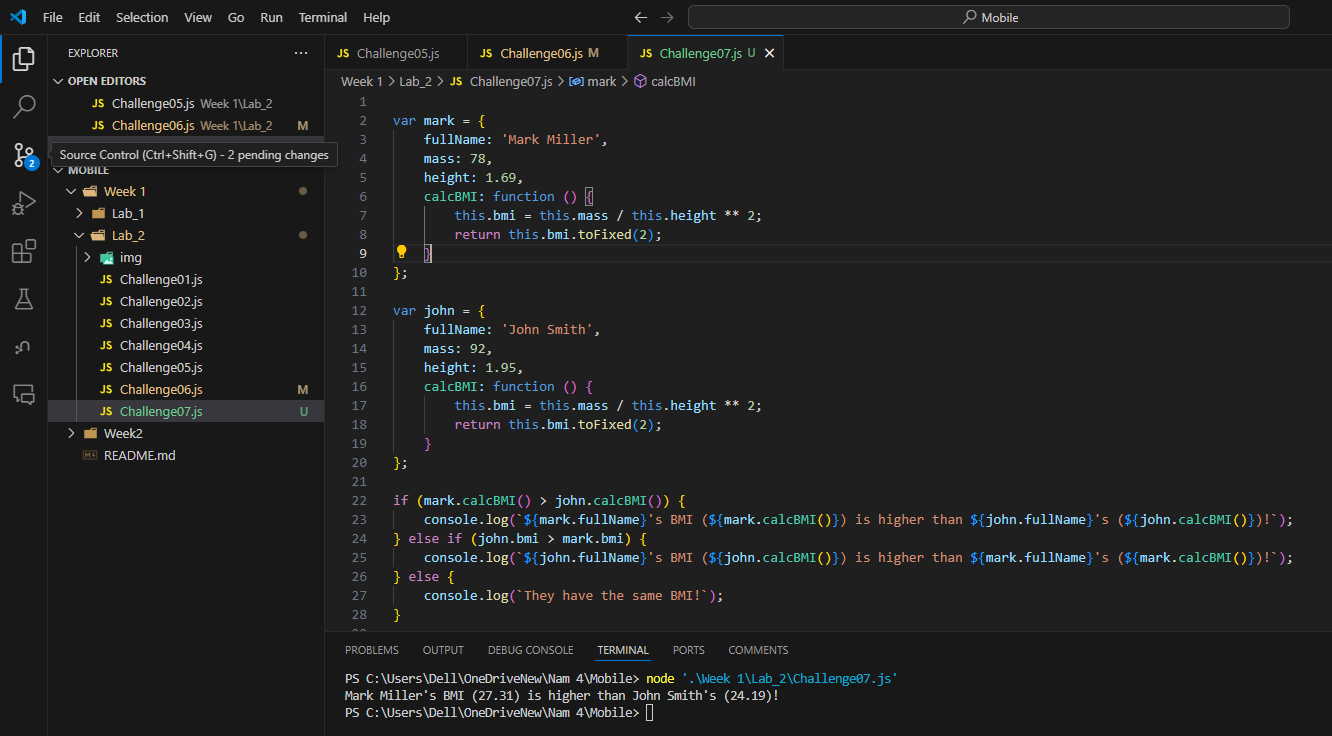 File Edit Selection View Go Run Terminal Help
Mobile
EXPLORER
OPEN EDITORS
JS Challenge05.js Week 1\Lab_2
JS Challenge06.js Week 1\Lab_2 M
2
Source Control (Ctrl+Shift+G) - 2 pending changes
MOBILE
Week 1
Lab_1
Lab_2
img
JS Challenge01.js
JS Challenge02.js
JS Challenge03.js
JS Challenge04.js
JS Challenge05.js
JS Challenge06.js M
JS Challenge07.js U
Week2
README.md
JS Challenge05.js JS Challenge06.js M JS Challenge07.js U
Week 1 > Lab_2 > JS Challenge07.js > mark > calcBMI
1
2 var mark = {
3 fullName: 'Mark Miller',
4 mass: 78,
5 height: 1.69,
6 calcBMI: function () {
7 this.bmi = this.mass / this.height ** 2;
8 return this.bmi.toFixed(2);
9 }
10 };
11
12 var john = {
13 fullName: 'John Smith',
14 mass: 92,
15 height: 1.95,
16 calcBMI: function () {
17 this.bmi = this.mass / this.height ** 2;
18 return this.bmi.toFixed(2);
19 }
20 };
21
22 if (mark.calcBMI() > john.calcBMI()) {
23 console.log(`${mark.fullName}'s BMI (${mark.calcBMI()}) is higher than ${john.fullName}'s (${john.calcBMI()})!`);
24 } else if (john.bmi > mark.bmi) {
25 console.log(`${john.fullName}'s BMI (${john.calcBMI()}) is higher than ${mark.fullName}'s (${mark.calcBMI()})!`);
26 } else {
27 console.log(`They have the same BMI!`);
28 }
PROBLEMS OUTPUT DEBUG CONSOLE TERMINAL PORTS COMMENTS
PS C:\Users\Dell\OneDriveNew\Nam 4\Mobile> node '.\Week 1\Lab_2\Challenge07.js'
Mark Miller's BMI (27.31) is higher than John Smith's (24.19)!
PS C:\Users\Dell\OneDriveNew\Nam 4\Mobile>